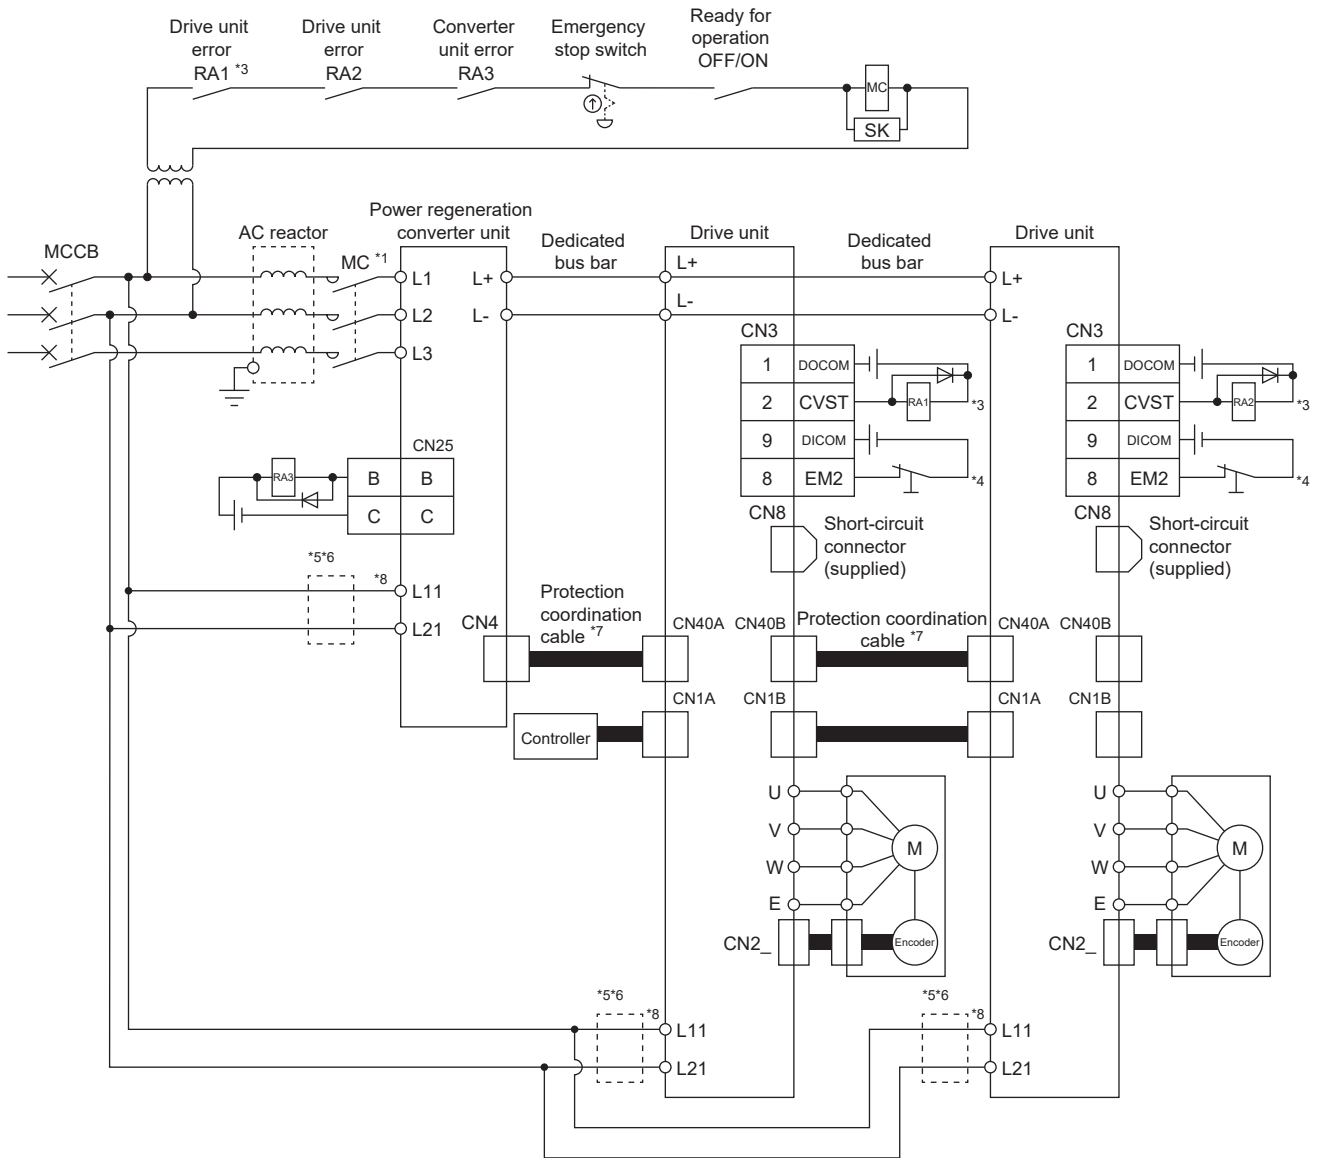 Drive unit
error
RA1 *3
Drive unit
error
RA2
Converter
unit error
RA3
Emergency
stop switch
Ready for
operation
OFF/ON
MC
SK
MCCB
AC reactor
MC *1
Power regeneration
converter unit
Dedicated
bus bar
Drive unit
Dedicated
bus bar
Drive unit
L1
L2
L3
L+
L-
L+
L-
L+
L-
CN3
1 DOCOM
2 CVST
9 DICOM
8 EM2
RA1
*3
*4
CN3
1 DOCOM
2 CVST
9 DICOM
8 EM2
RA2
*3
*4
CN25
B B
C C
RA3
CN8
Short-circuit
connector
(supplied)
CN8
Short-circuit
connector
(supplied)
*5*6
*8
L11
L21
CN4
Protection
coordination
cable *7
CN40A
CN40B
Protection coordination
cable *7
CN40A
CN40B
Controller
CN1A
CN1B
CN1A
CN1B
U
V
W
E
M
CN2_
Encoder
U
V
W
E
M
CN2_
Encoder
*5*6
*8
L11
L21
*5*6
*8
L11
L21